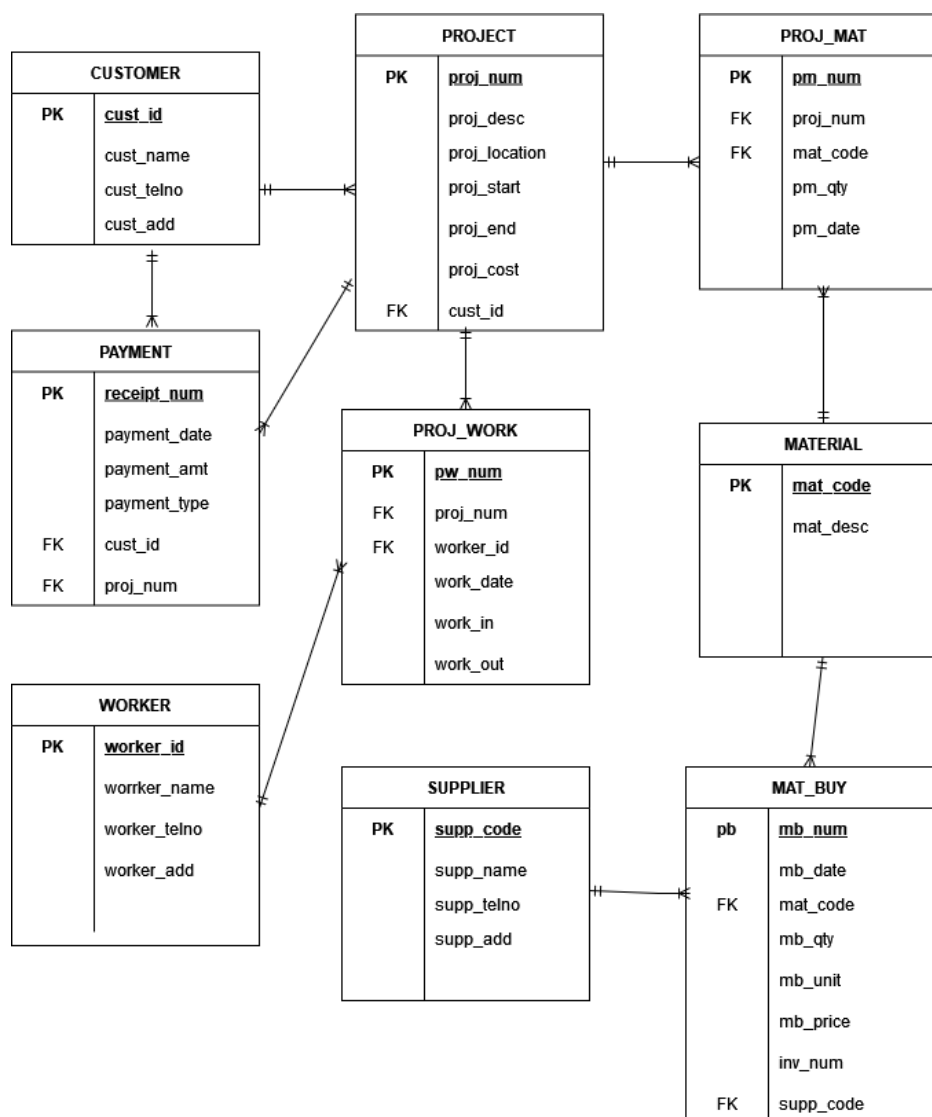 CUSTOMER
PK cust_id
cust_name
cust_telno
cust_add
PROJECT
PK proj_num
proj_desc
proj_location
proj_start
proj_end
proj_cost
FK cust_id
PROJ_MAT
PK pm_num
FK proj_num
FK mat_code
pm_qty
pm_date
PAYMENT
PK receipt_num
payment_date
payment_amt
payment_type
FK cust_id
FK proj_num
PROJ_WORK
PK pw_num
FK proj_num
FK worker_id
work_date
work_in
work_out
MATERIAL
PK mat_code
mat_desc
WORKER
PK worker_id
worrker_name
worker_telno
worker_add
SUPPLIER
PK supp_code
supp_name
supp_telno
supp_add
MAT_BUY
pb mb_num
mb_date
FK mat_code
mb_qty
mb_unit
mb_price
inv_num
FK supp_code